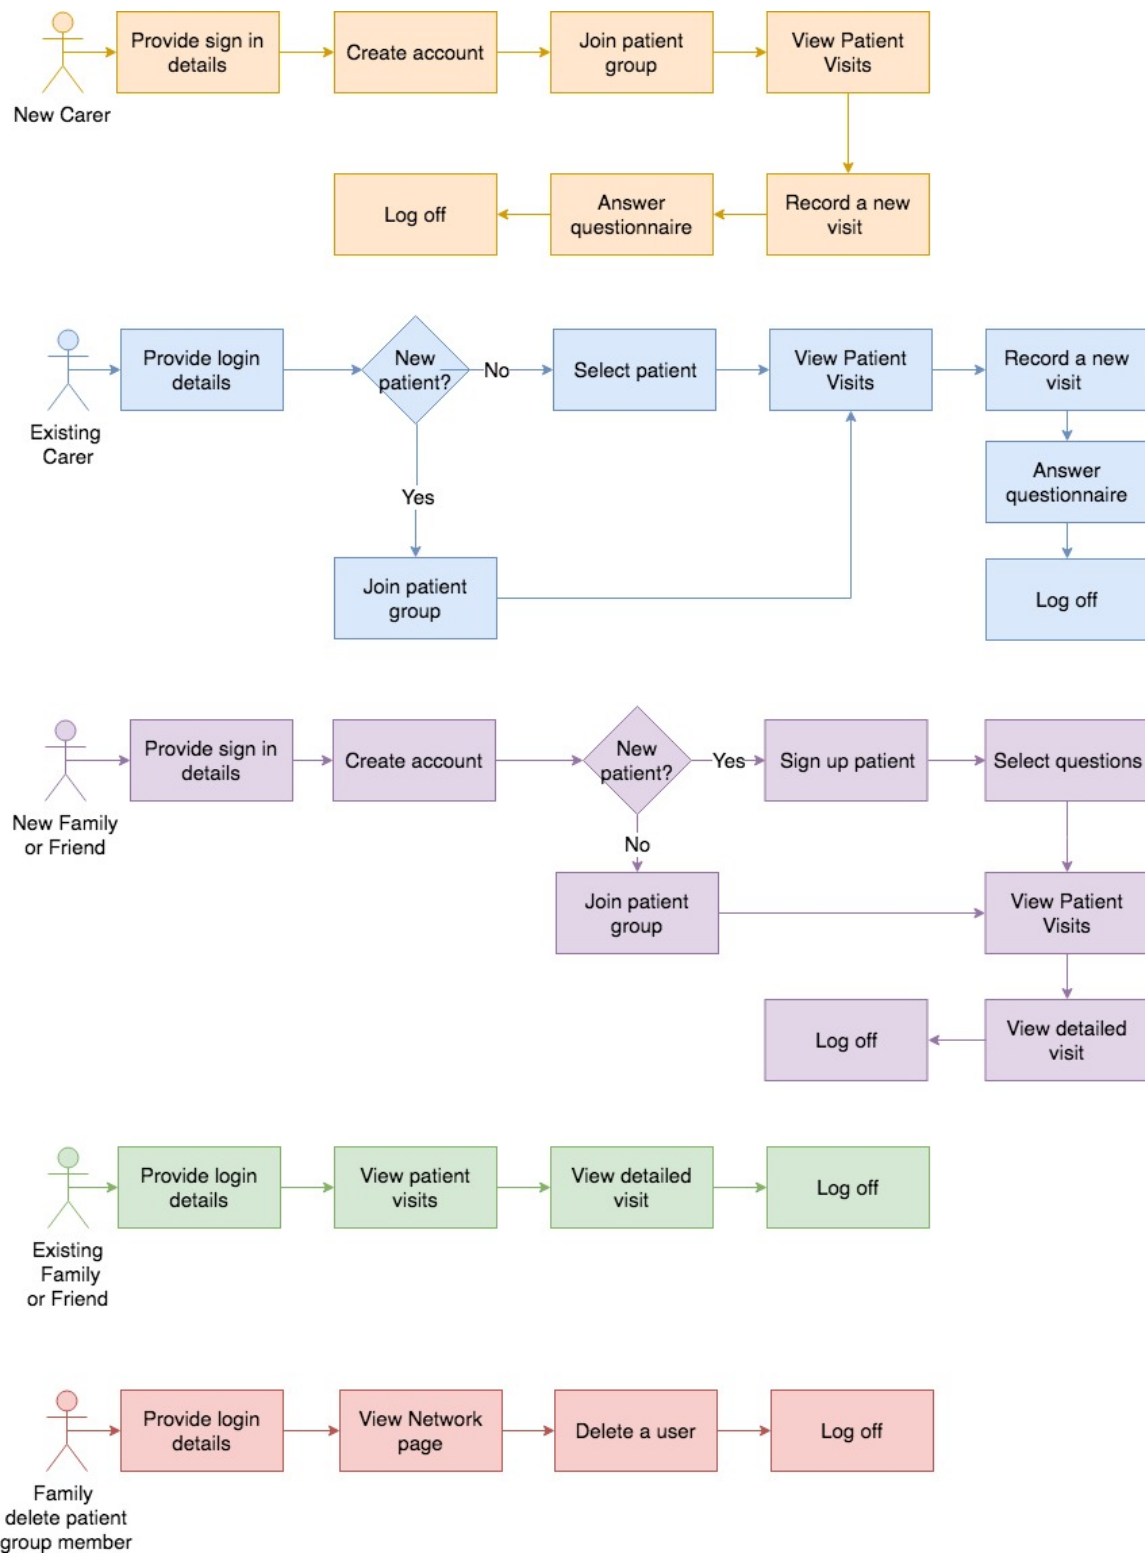 Provide sign in
details
Create account
Join patient
group
View Patient
Visits
New Carer
Log off
Answer
questionnaire
Record a new
visit
Provide login
details
New
patient?
No
Select patient
View Patient
Visits
Record a new
visit
Existing
Carer
Answer
questionnaire
Yes
Join patient
group
Log off
Provide sign in
details
Create account
New
patient?
Yes
Sign up patient
Select questions
New Family
or Friend
No
Join patient
group
View Patient
Visits
Log off
View detailed
visit
Provide login
details
View patient
visits
View detailed
visit
Log off
Existing
Family
or Friend
Provide login
details
View Network
page
Delete a user
Log off
Family
delete patient
group member